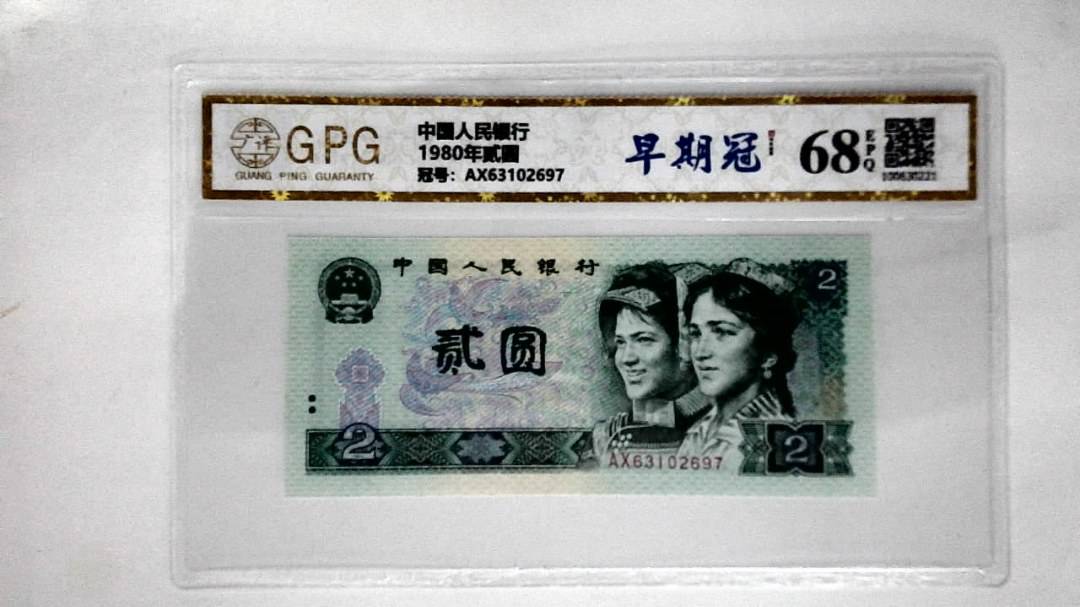 GPG
GUANG PING GUARANTY
中国人民银行
1980年贰圆
冠号：AX63102697
早期冠
68
EPQ
中国人民银行
2
贰圆
2
2
AX63102697